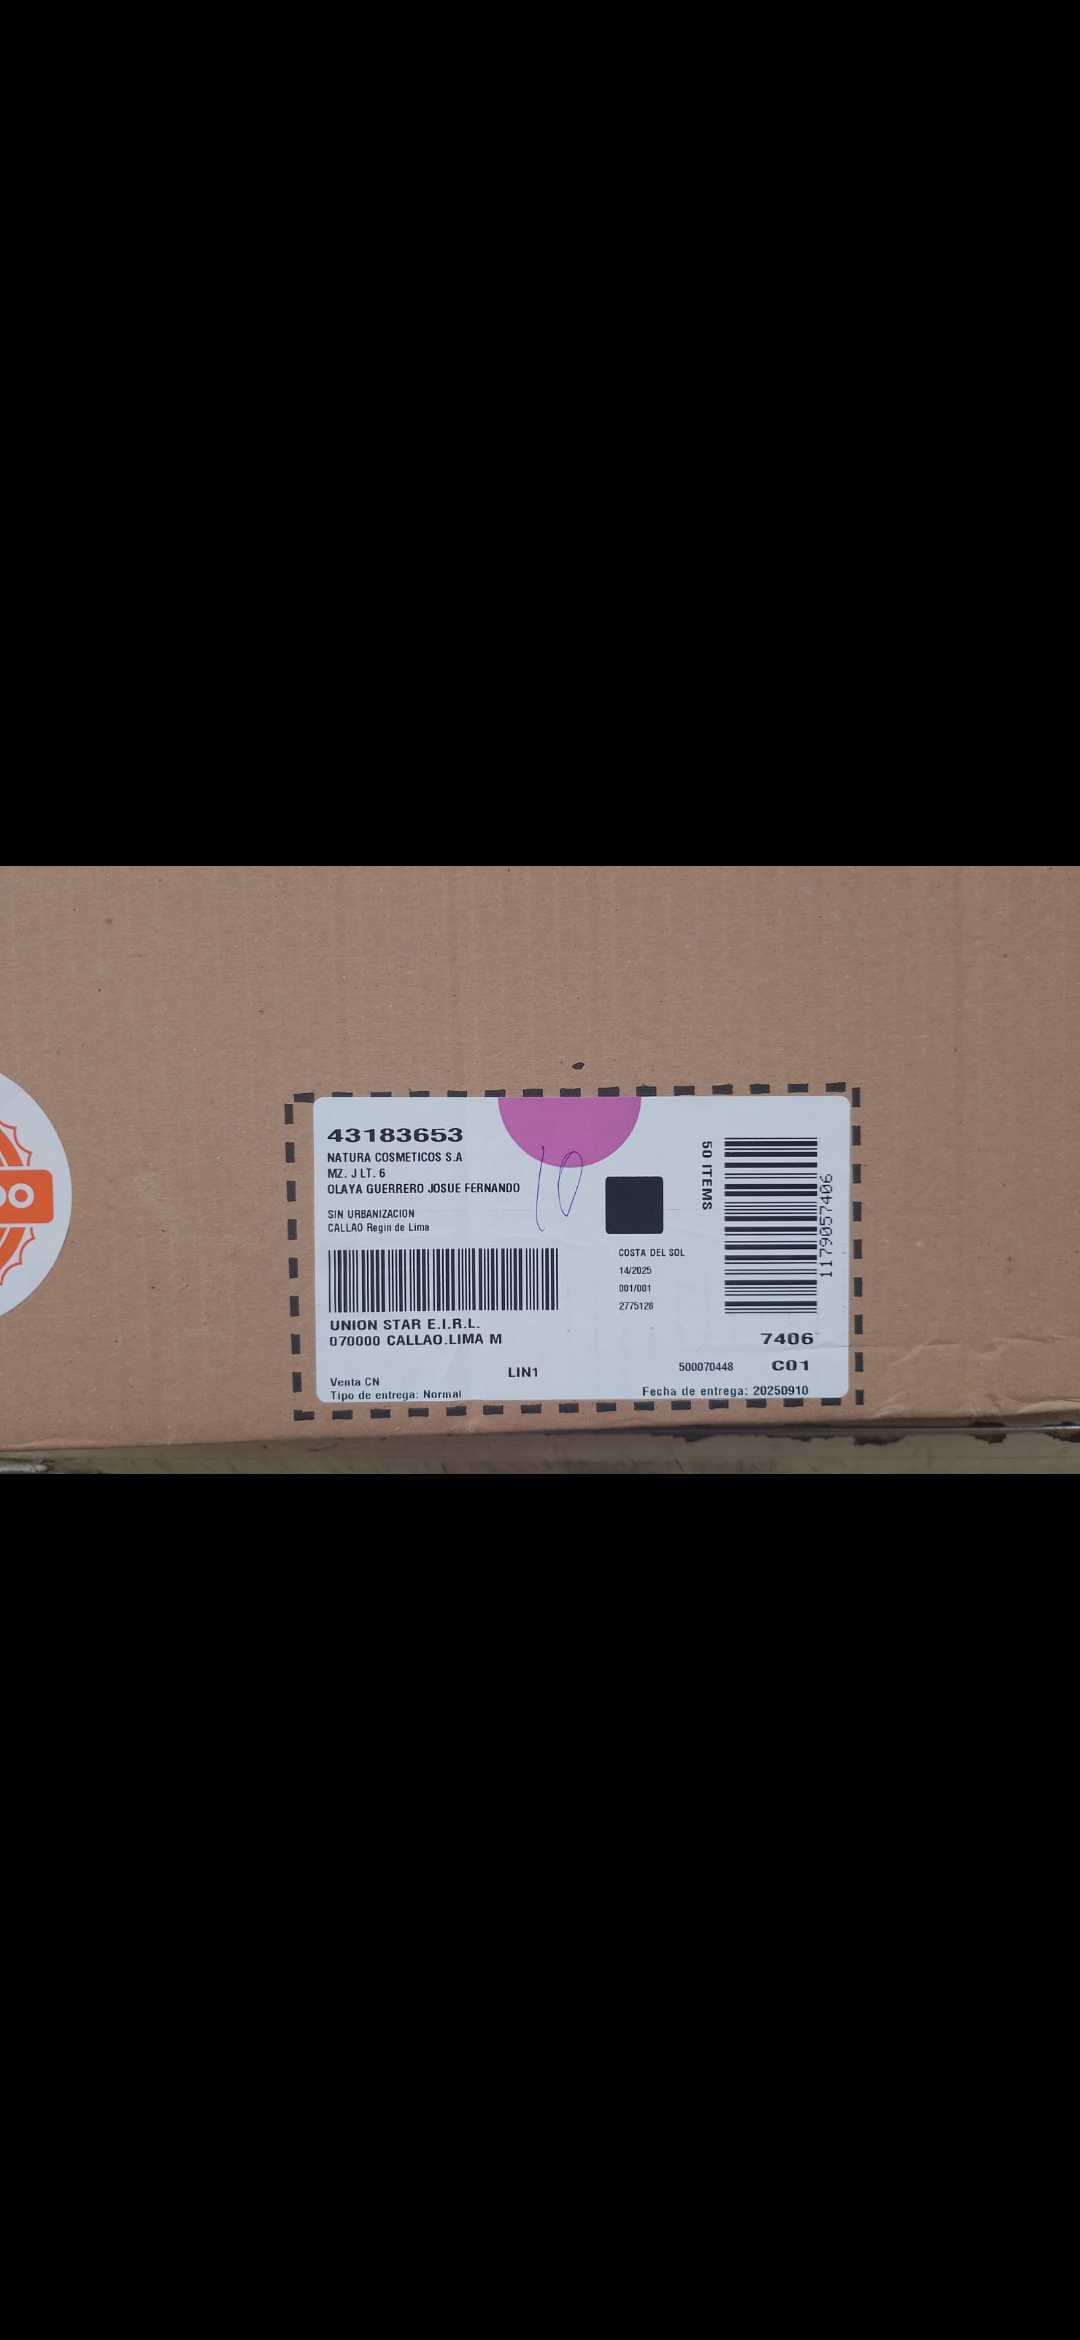 43183653
NATURA COSMETICOS S.A
MZ. J LT. 6
OLAYA GUERRERO JOSUE FERNANDO
SIN URBANIZACION
CALLAO Regin de Lima
UNION STAR E.I.R.L.
070000 CALLAO.LIMA M
LIN1
Venta CN
Tipo de entrega: Normal
10
COSTA DEL SOL
14/2025
001/001
2775126
50 ITEMS
1179057406
7406
500070448 C01
Fecha de entrega: 20250910